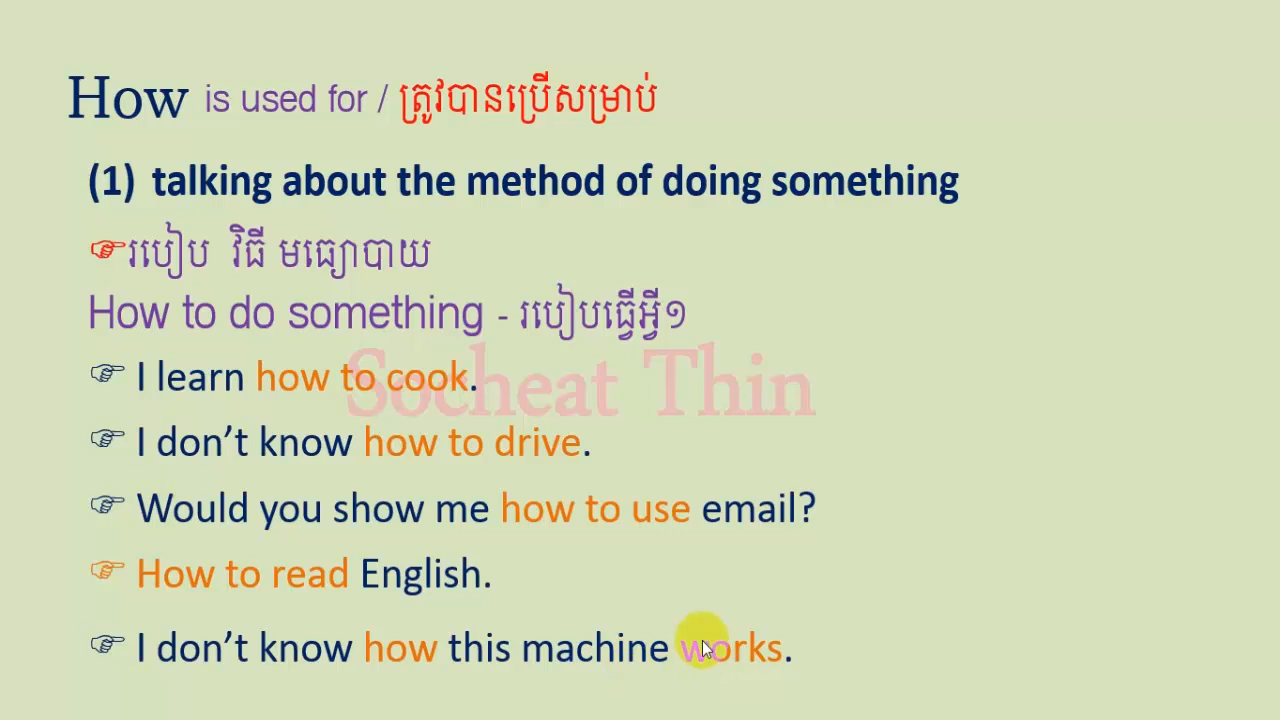 How is used for / ត្រូវបានប្រើសម្រាប់
(1) talking about the method of doing something
របៀប វិធី មធ្យោបាយ
How to do something - របៀបធ្វើអ្វី១
Socheat Thin
I learn how to cook.
I don’t know how to drive.
Would you show me how to use email?
How to read English.
I don’t know how this machine works.